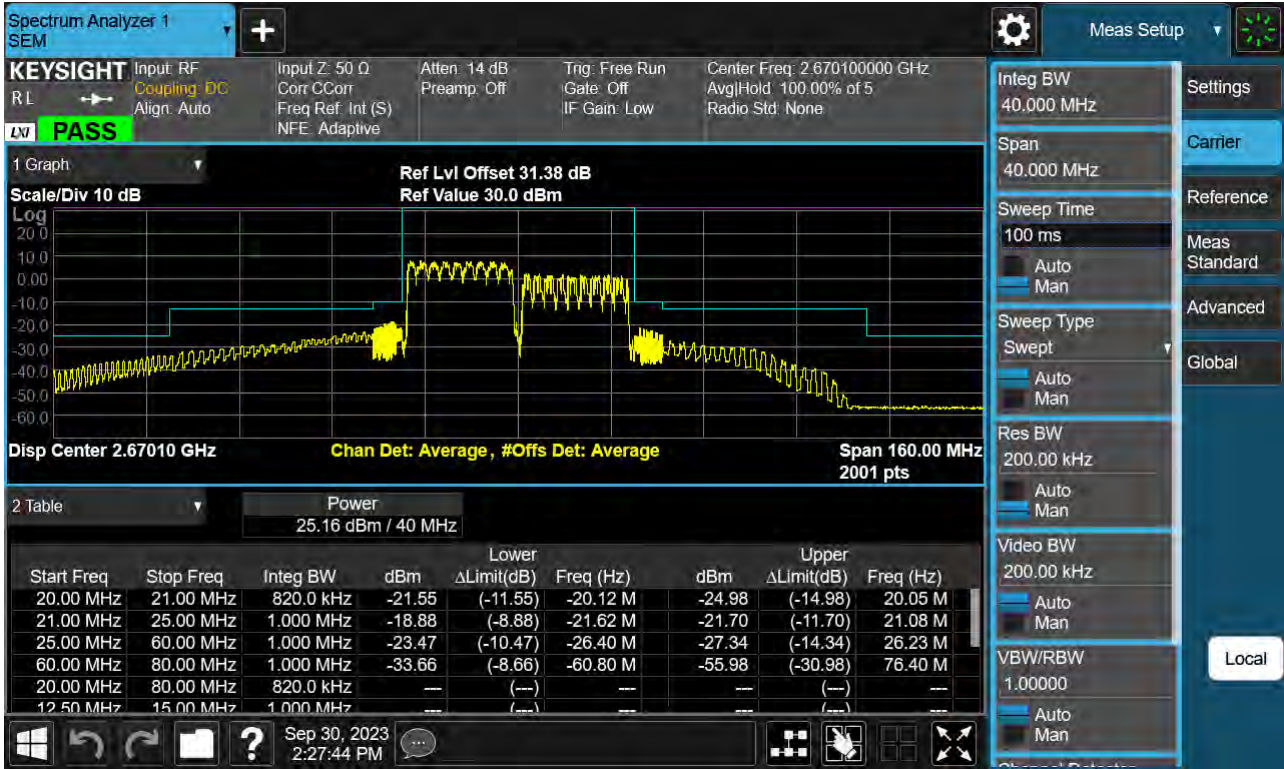 Spectrum Analyzer 1
SEM
Meas Setup
KEYSIGHT
RL
LXI
PASS
Input: RF
Coupling: DC
Align: Auto
Input Z: 50 Ω
Corr CCorr
Freq Ref: Int (S)
NFE: Adaptive
Atten: 14 dB
Preamp: Off
Trig: Free Run
Gate: Off
IF Gain: Low
Center Freq: 2.670100000 GHz
Avg|Hold: 100.00% of 5
Radio Std: None
1 Graph
Scale/Div 10 dB
Ref Lvl Offset 31.38 dB
Ref Value 30.0 dBm
Log
20.0
10.0
0.00
-10.0
-20.0
-30.0
-40.0
-50.0
-60.0
Disp Center 2.67010 GHz
Chan Det: Average, #Offs Det: Average
Span 160.00 MHz
2001 pts
2 Table
Power
25.16 dBm / 40 MHz
Lower Upper
Start Freq Stop Freq Integ BW dBm ΔLimit(dB) Freq (Hz) dBm ΔLimit(dB) Freq (Hz)
20.00 MHz 21.00 MHz 820.0 kHz -21.55 (-11.55) -20.12 M -24.98 (-14.98) 20.05 M
21.00 MHz 25.00 MHz 1.000 MHz -18.88 (-8.88) -21.62 M -21.70 (-11.70) 21.08 M
25.00 MHz 60.00 MHz 1.000 MHz -23.47 (-10.47) -26.40 M -27.34 (-14.34) 26.23 M
60.00 MHz 80.00 MHz 1.000 MHz -33.66 (-8.66) -60.80 M -55.98 (-30.98) 76.40 M
20.00 MHz 80.00 MHz 820.0 kHz --- (---) --- --- (---) ---
12.50 MHz 15.00 MHz 1.000 MHz --- (---) --- --- (---) ---
Integ BW
40.000 MHz
Span
40.000 MHz
Sweep Time
100 ms
Auto
Man
Sweep Type
Swept
Auto
Man
Res BW
200.00 kHz
Auto
Man
Video BW
200.00 kHz
Auto
Man
VBW/RBW
1.00000
Auto
Man
Channel Detector
Settings
Carrier
Reference
Meas
Standard
Advanced
Global
Local
?
Sep 30, 2023
2:27:44 PM